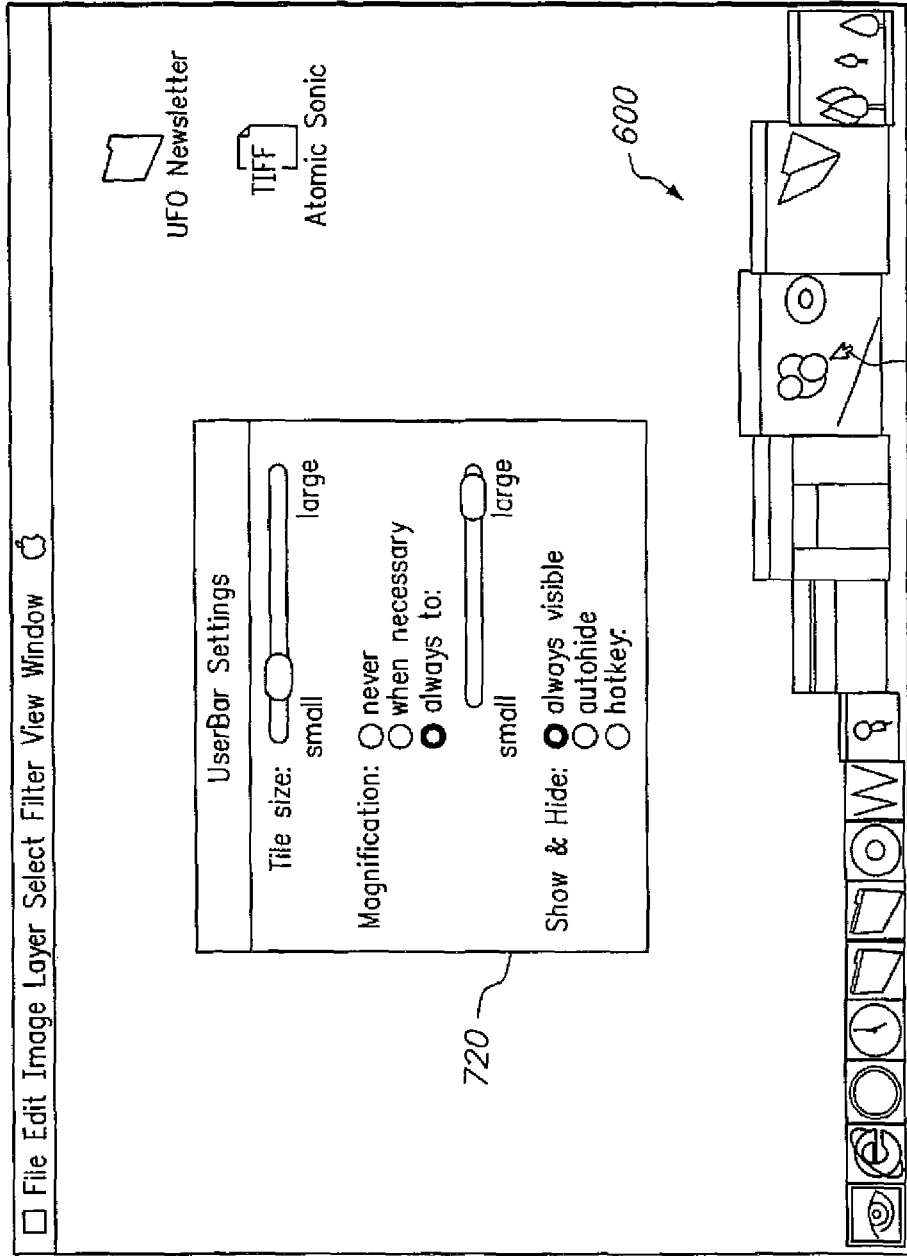 File Edit Image Layer Select Filter View Window
UFO Newsletter
TIFF
Atomic Sonic
UserBar Settings
Tile size:
small
large
Magnification:
never
when necessary
always to:
small
large
Show & Hide:
always visible
autohide
hotkey:
720
600
e
W